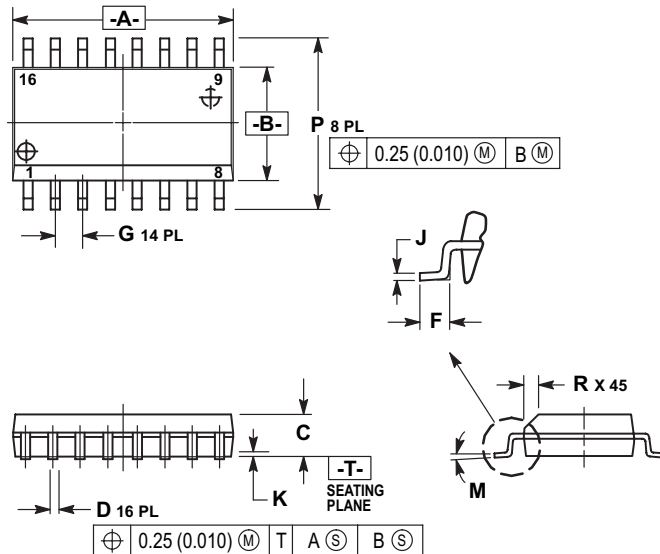 -A-
16 9
-B-
P 8 PL
⌖ 0.25 (0.010) Ⓜ B Ⓜ
1 8
G 14 PL
J
F
R X 45
C
-T-
SEATING
PLANE
K
M
D 16 PL
⌖ 0.25 (0.010) Ⓜ T A Ⓢ B Ⓢ